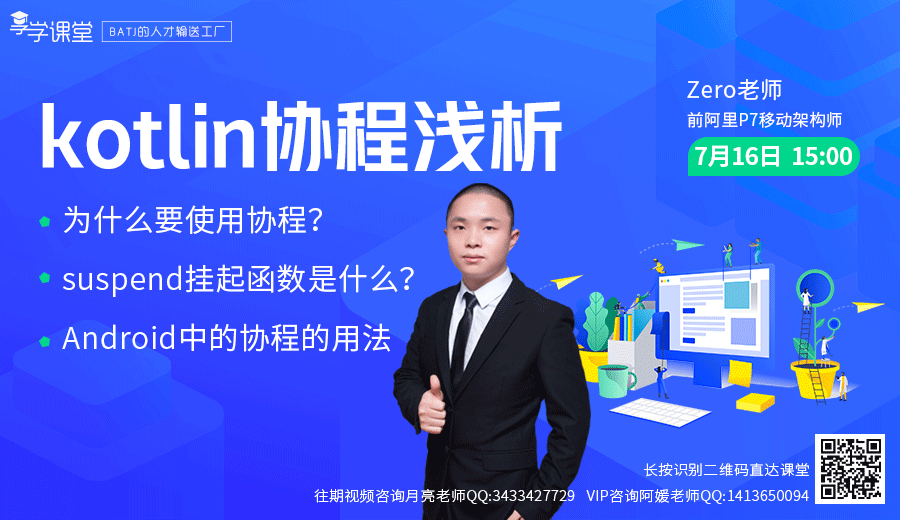 享学课堂
BATJ的人才输送工厂
Zero老师
前阿里P7移动架构师
7月16日 15:00
kotlin协程浅析
为什么要使用协程？
suspend挂起函数是什么？
Android中的协程的用法
长按识别二维码直达课堂
往期视频咨询月亮老师QQ:3433427729 VIP咨询阿媛老师QQ:1413650094